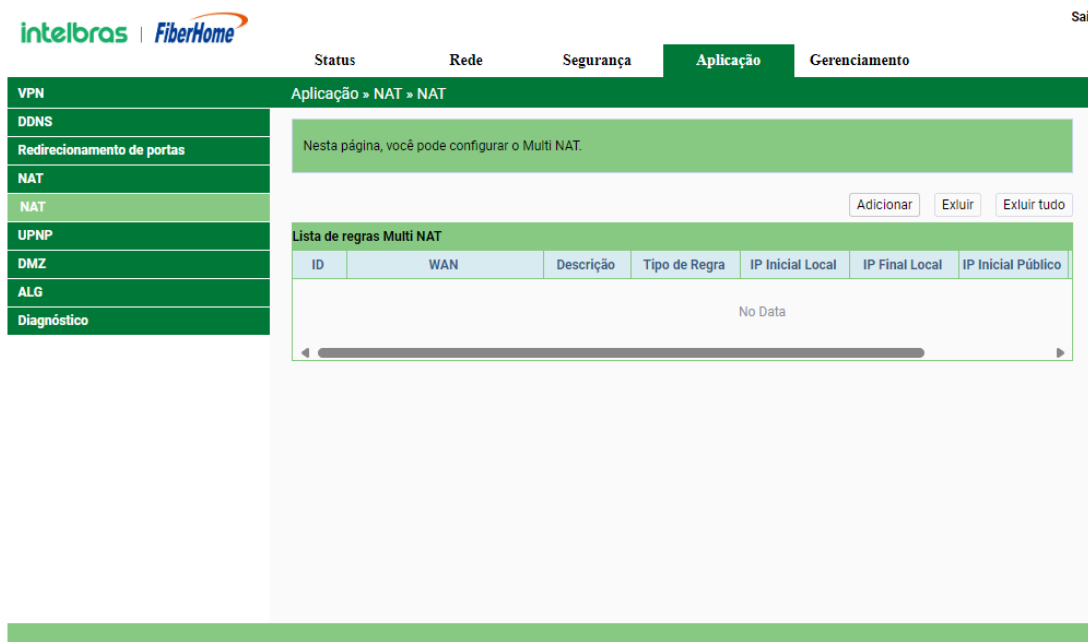 intelbras | FiberHome
Sai
Status Rede Segurança Aplicação Gerenciamento
VPN
DDNS
Redirecionamento de portas
NAT
NAT
UPNP
DMZ
ALG
Diagnóstico
Aplicação » NAT » NAT
Nesta página, você pode configurar o Multi NAT.
Adicionar Exluir Exluir tudo
Lista de regras Multi NAT
ID WAN Descrição Tipo de Regra IP Inicial Local IP Final Local IP Inicial Público
No Data